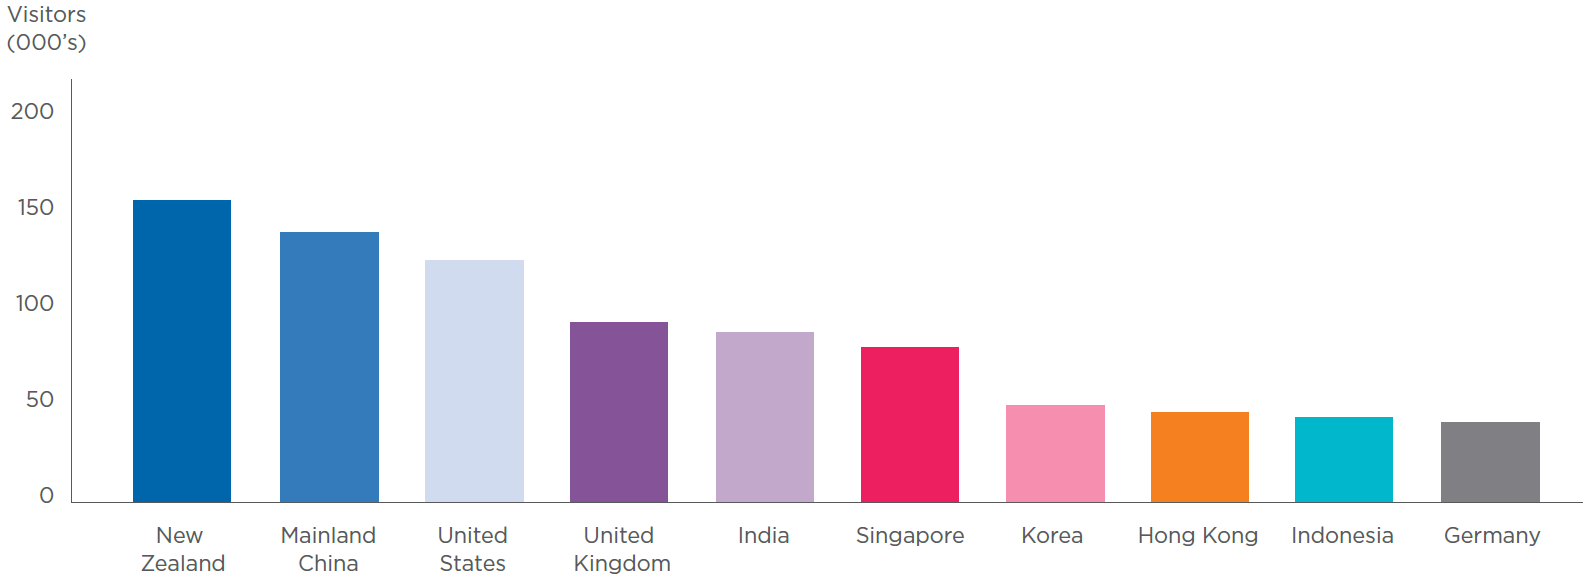 Visitors
(000's)
200
150
100
50
0
New Zealand
Mainland China
United States
United Kingdom
India
Singapore
Korea
Hong Kong
Indonesia
Germany